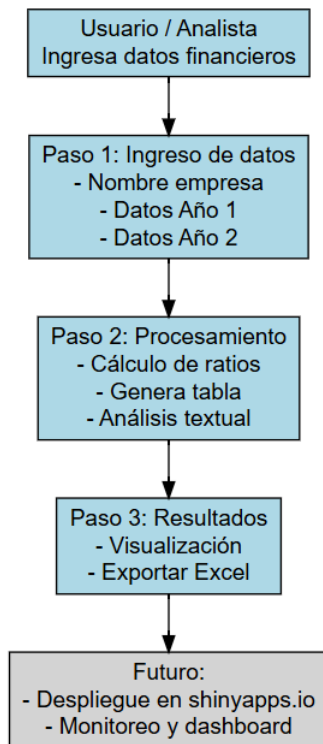 Usuario / Analista
Ingresa datos financieros
Paso 1: Ingreso de datos
- Nombre empresa
- Datos Año 1
- Datos Año 2
Paso 2: Procesamiento
- Cálculo de ratios
- Genera tabla
- Análisis textual
Paso 3: Resultados
- Visualización
- Exportar Excel
Futuro:
- Despliegue en shinyapps.io
- Monitoreo y dashboard